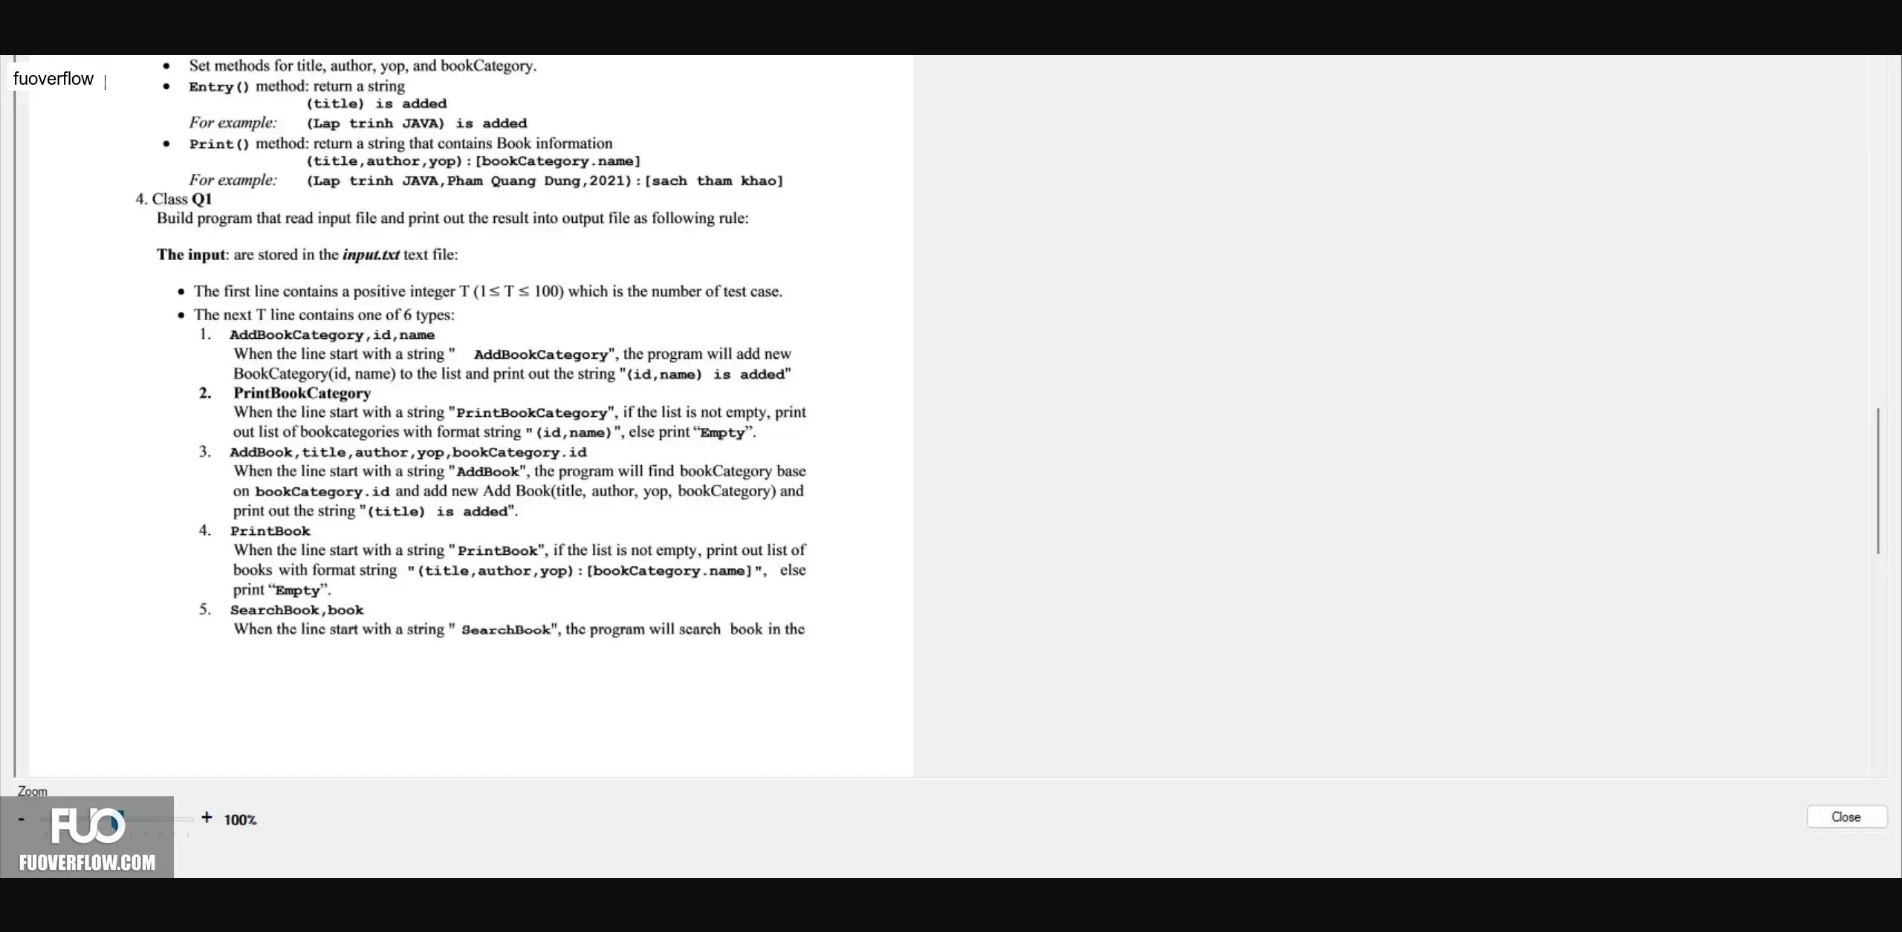 fuoverflow
• Set methods for title, author, yop, and bookCategory.
• Entry() method: return a string
(title) is added
For example: (Lap trinh JAVA) is added
• Print() method: return a string that contains Book information
(title,author,yop):[bookCategory.name]
For example: (Lap trinh JAVA,Pham Quang Dung,2021):[sach tham khao]
4. Class Q1
Build program that read input file and print out the result into output file as following rule:
The input: are stored in the input.txt text file:
• The first line contains a positive integer T (1 ≤ T ≤ 100) which is the number of test case.
• The next T line contains one of 6 types:
1. AddBookCategory,id,name
When the line start with a string " AddBookCategory", the program will add new
BookCategory(id, name) to the list and print out the string "(id,name) is added"
2. PrintBookCategory
When the line start with a string "PrintBookCategory", if the list is not empty, print
out list of bookcategories with format string "(id,name)", else print “Empty”.
3. AddBook,title,author,yop,bookCategory.id
When the line start with a string "AddBook", the program will find bookCategory base
on bookCategory.id and add new Add Book(title, author, yop, bookCategory) and
print out the string "(title) is added".
4. PrintBook
When the line start with a string "PrintBook", if the list is not empty, print out list of
books with format string "(title,author,yop):[bookCategory.name]", else
print “Empty”.
5. SearchBook,book
When the line start with a string " SearchBook", the program will search book in the
Zoom
- + 100%
Close
FUO
FUOVERFLOW.COM